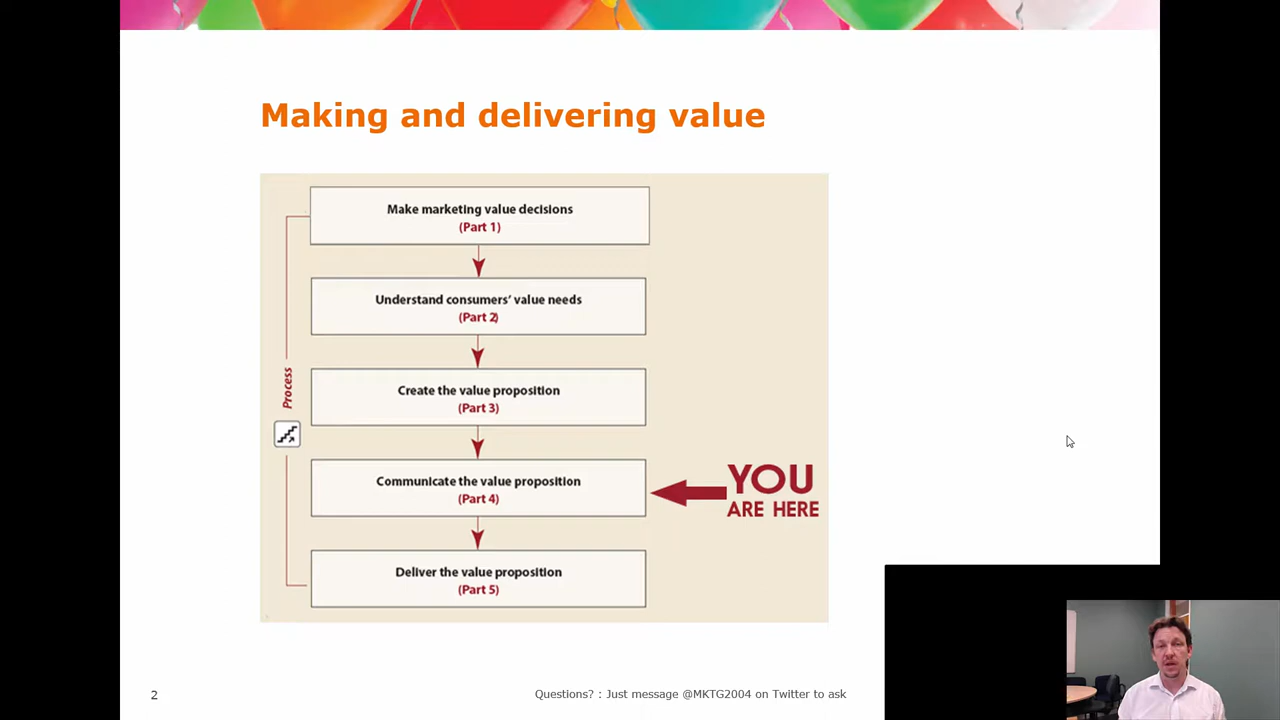 Making and delivering value
Make marketing value decisions
(Part 1)
Understand consumers’ value needs
(Part 2)
Process
Create the value proposition
(Part 3)
Communicate the value proposition
(Part 4)
YOU
ARE HERE
Deliver the value proposition
(Part 5)
2
Questions? : Just message @MKTG2004 on Twitter to ask